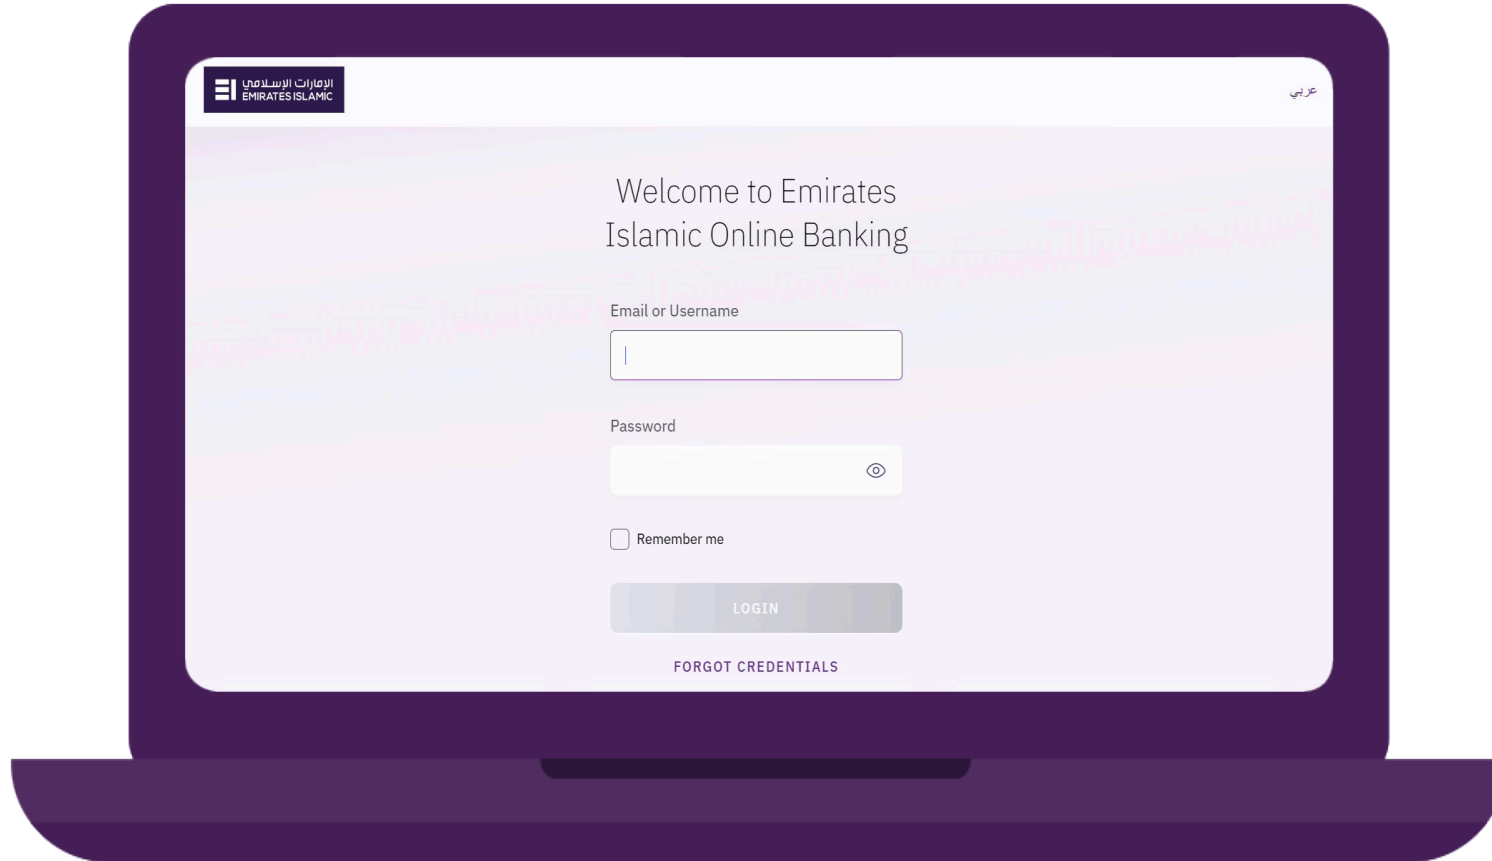 الإمارات الإسلامي
EMIRATES ISLAMIC
عربي
Welcome to Emirates
Islamic Online Banking
Email or Username
Password
Remember me
LOGIN
FORGOT CREDENTIALS